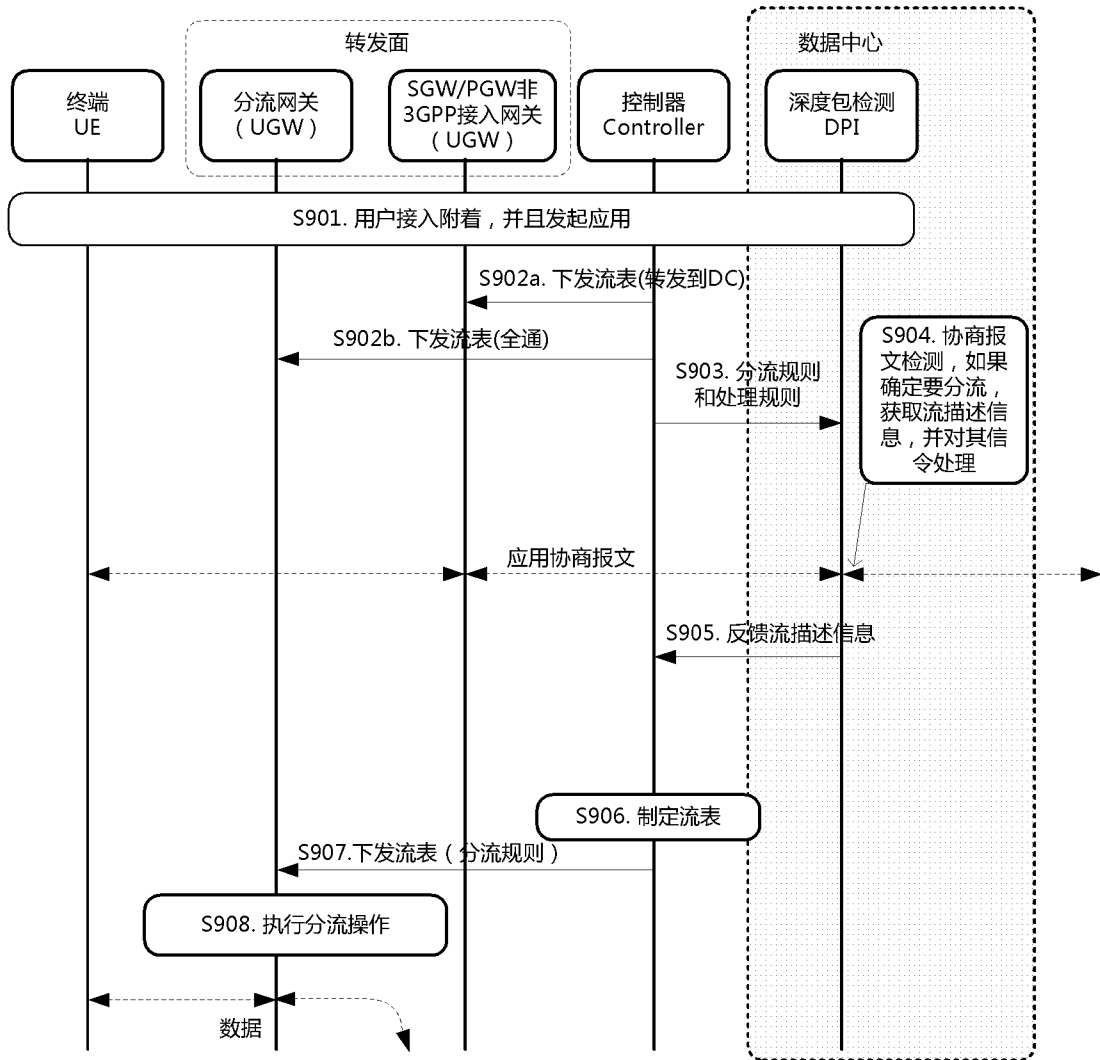 转发面
数据中心
终端
UE
分流网关
（UGW）
SGW/PGW非
3GPP接入网关
（UGW）
控制器
Controller
深度包检测
DPI
S901. 用户接入附着，并且发起应用
S902a. 下发流表(转发到DC)
S902b. 下发流表(全通)
S903. 分流规则
和处理规则
S904. 协商报
文检测，如果
确定要分流，
获取流描述信
息，并对其信
令处理
应用协商报文
S905. 反馈流描述信息
S906. 制定流表
S907.下发流表（分流规则）
S908. 执行分流操作
数据